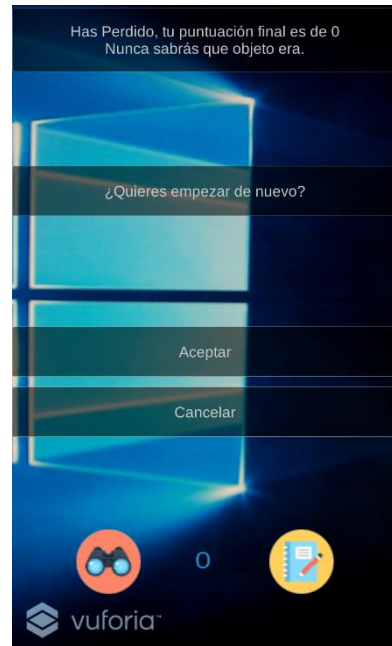 Has Perdido, tu puntuación final es de 0
Nunca sabrás que objeto era.
¿Quieres empezar de nuevo?
Aceptar
Cancelar
0
vuforia™